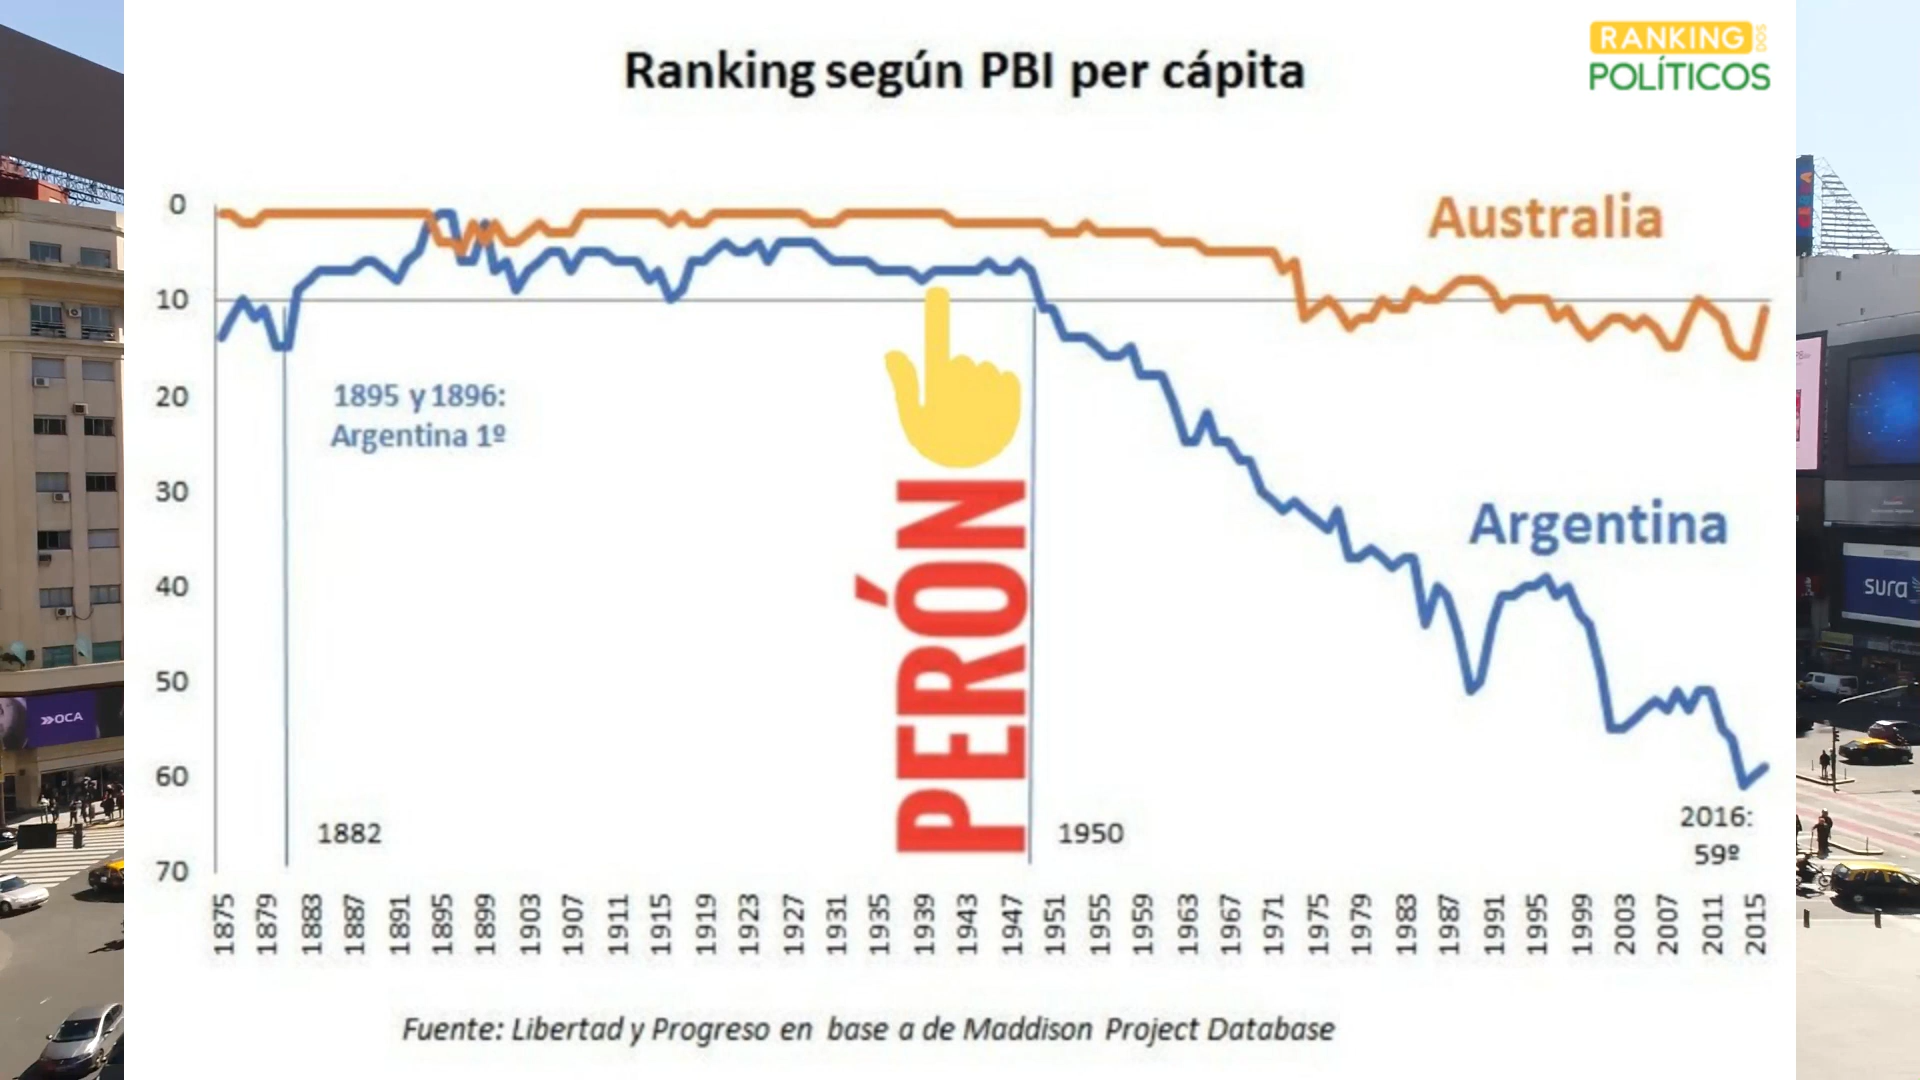 Ranking según PBI per cápita
RANKING DOS
POLÍTICOS
0
10
20
30
40
50
60
70
Australia
Argentina
1895 y 1896:
Argentina 1º
PERÓN
1882
1950
2016:
59º
1875 1879 1883 1887 1891 1895 1899 1903 1907 1911 1915 1919 1923 1927 1931 1935 1939 1943 1947 1951 1955 1959 1963 1967 1971 1975 1979 1983 1987 1991 1995 1999 2003 2007 2011 2015
Fuente: Libertad y Progreso en base a de Maddison Project Database
OCA
sura